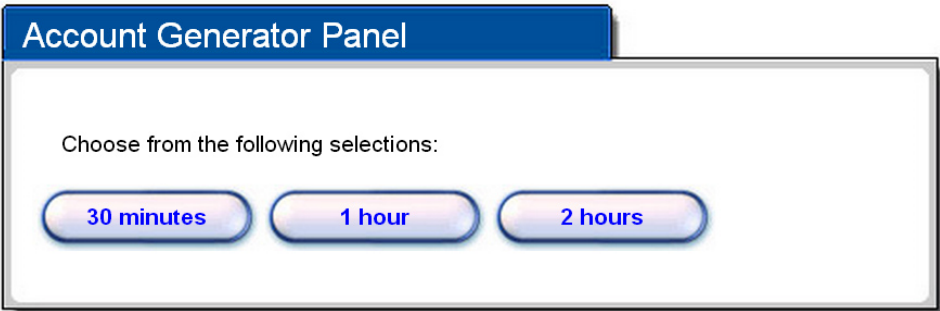 Account Generator Panel
Choose from the following selections:
30 minutes 1 hour 2 hours